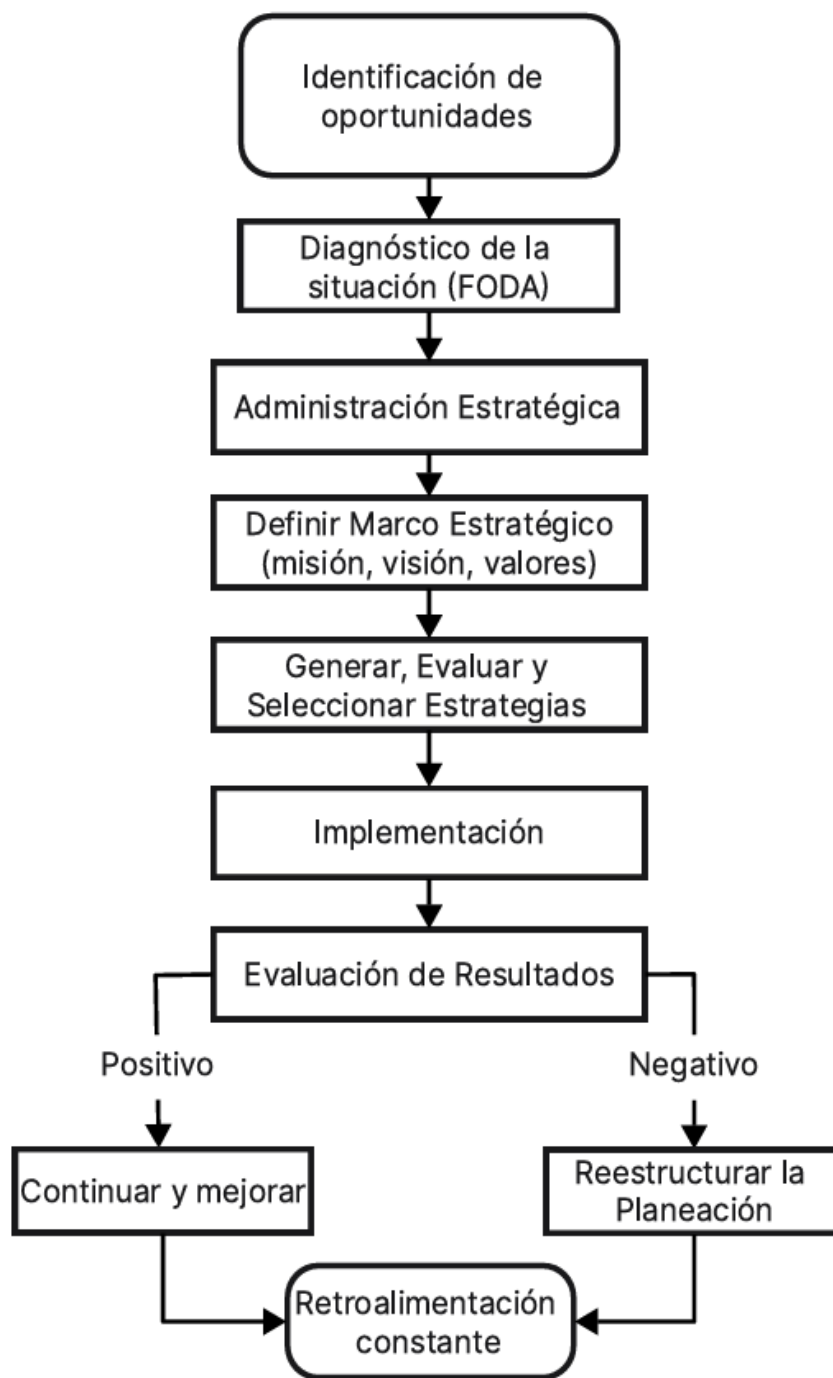 Identificación de
oportunidades
Diagnóstico de la
situación (FODA)
Administración Estratégica
Definir Marco Estratégico
(misión, visión, valores)
Generar, Evaluar y
Seleccionar Estrategias
Implementación
Evaluación de Resultados
Positivo
Negativo
Continuar y mejorar
Reestructurar la
Planeación
Retroalimentación
constante